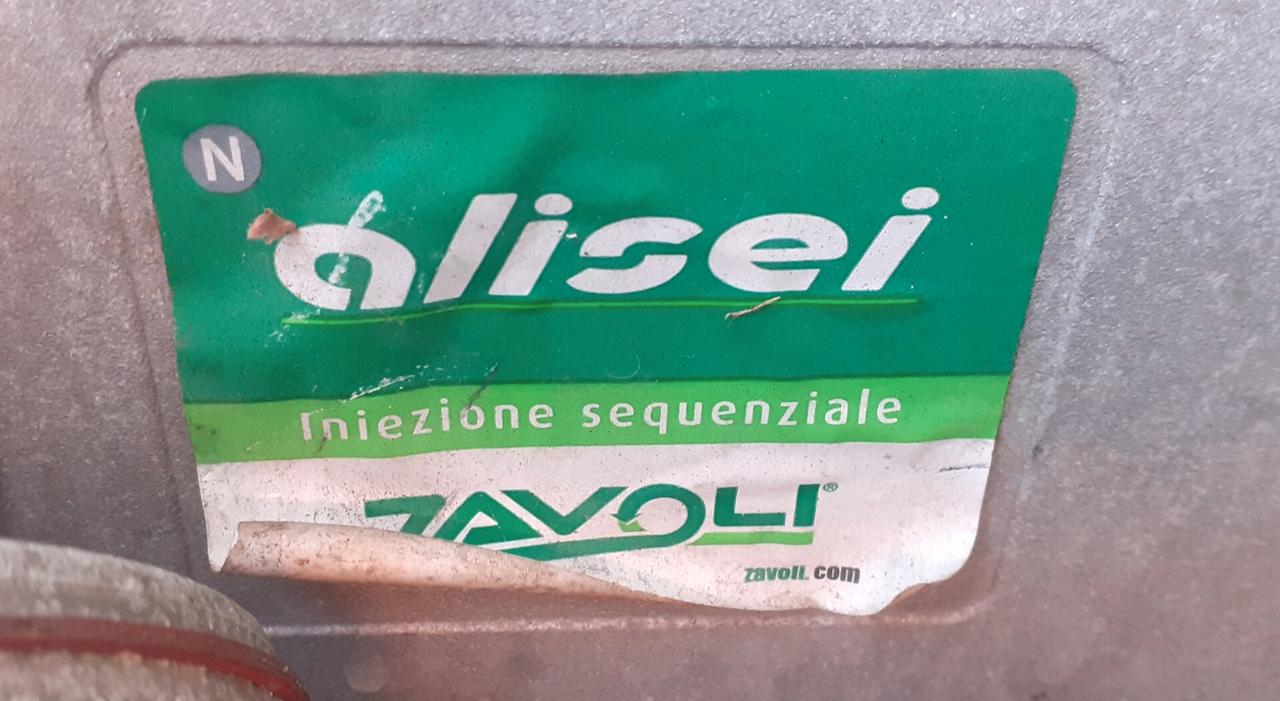 N
alisei
Iniezione sequenziale
ZAVOLI®
zavoli.com